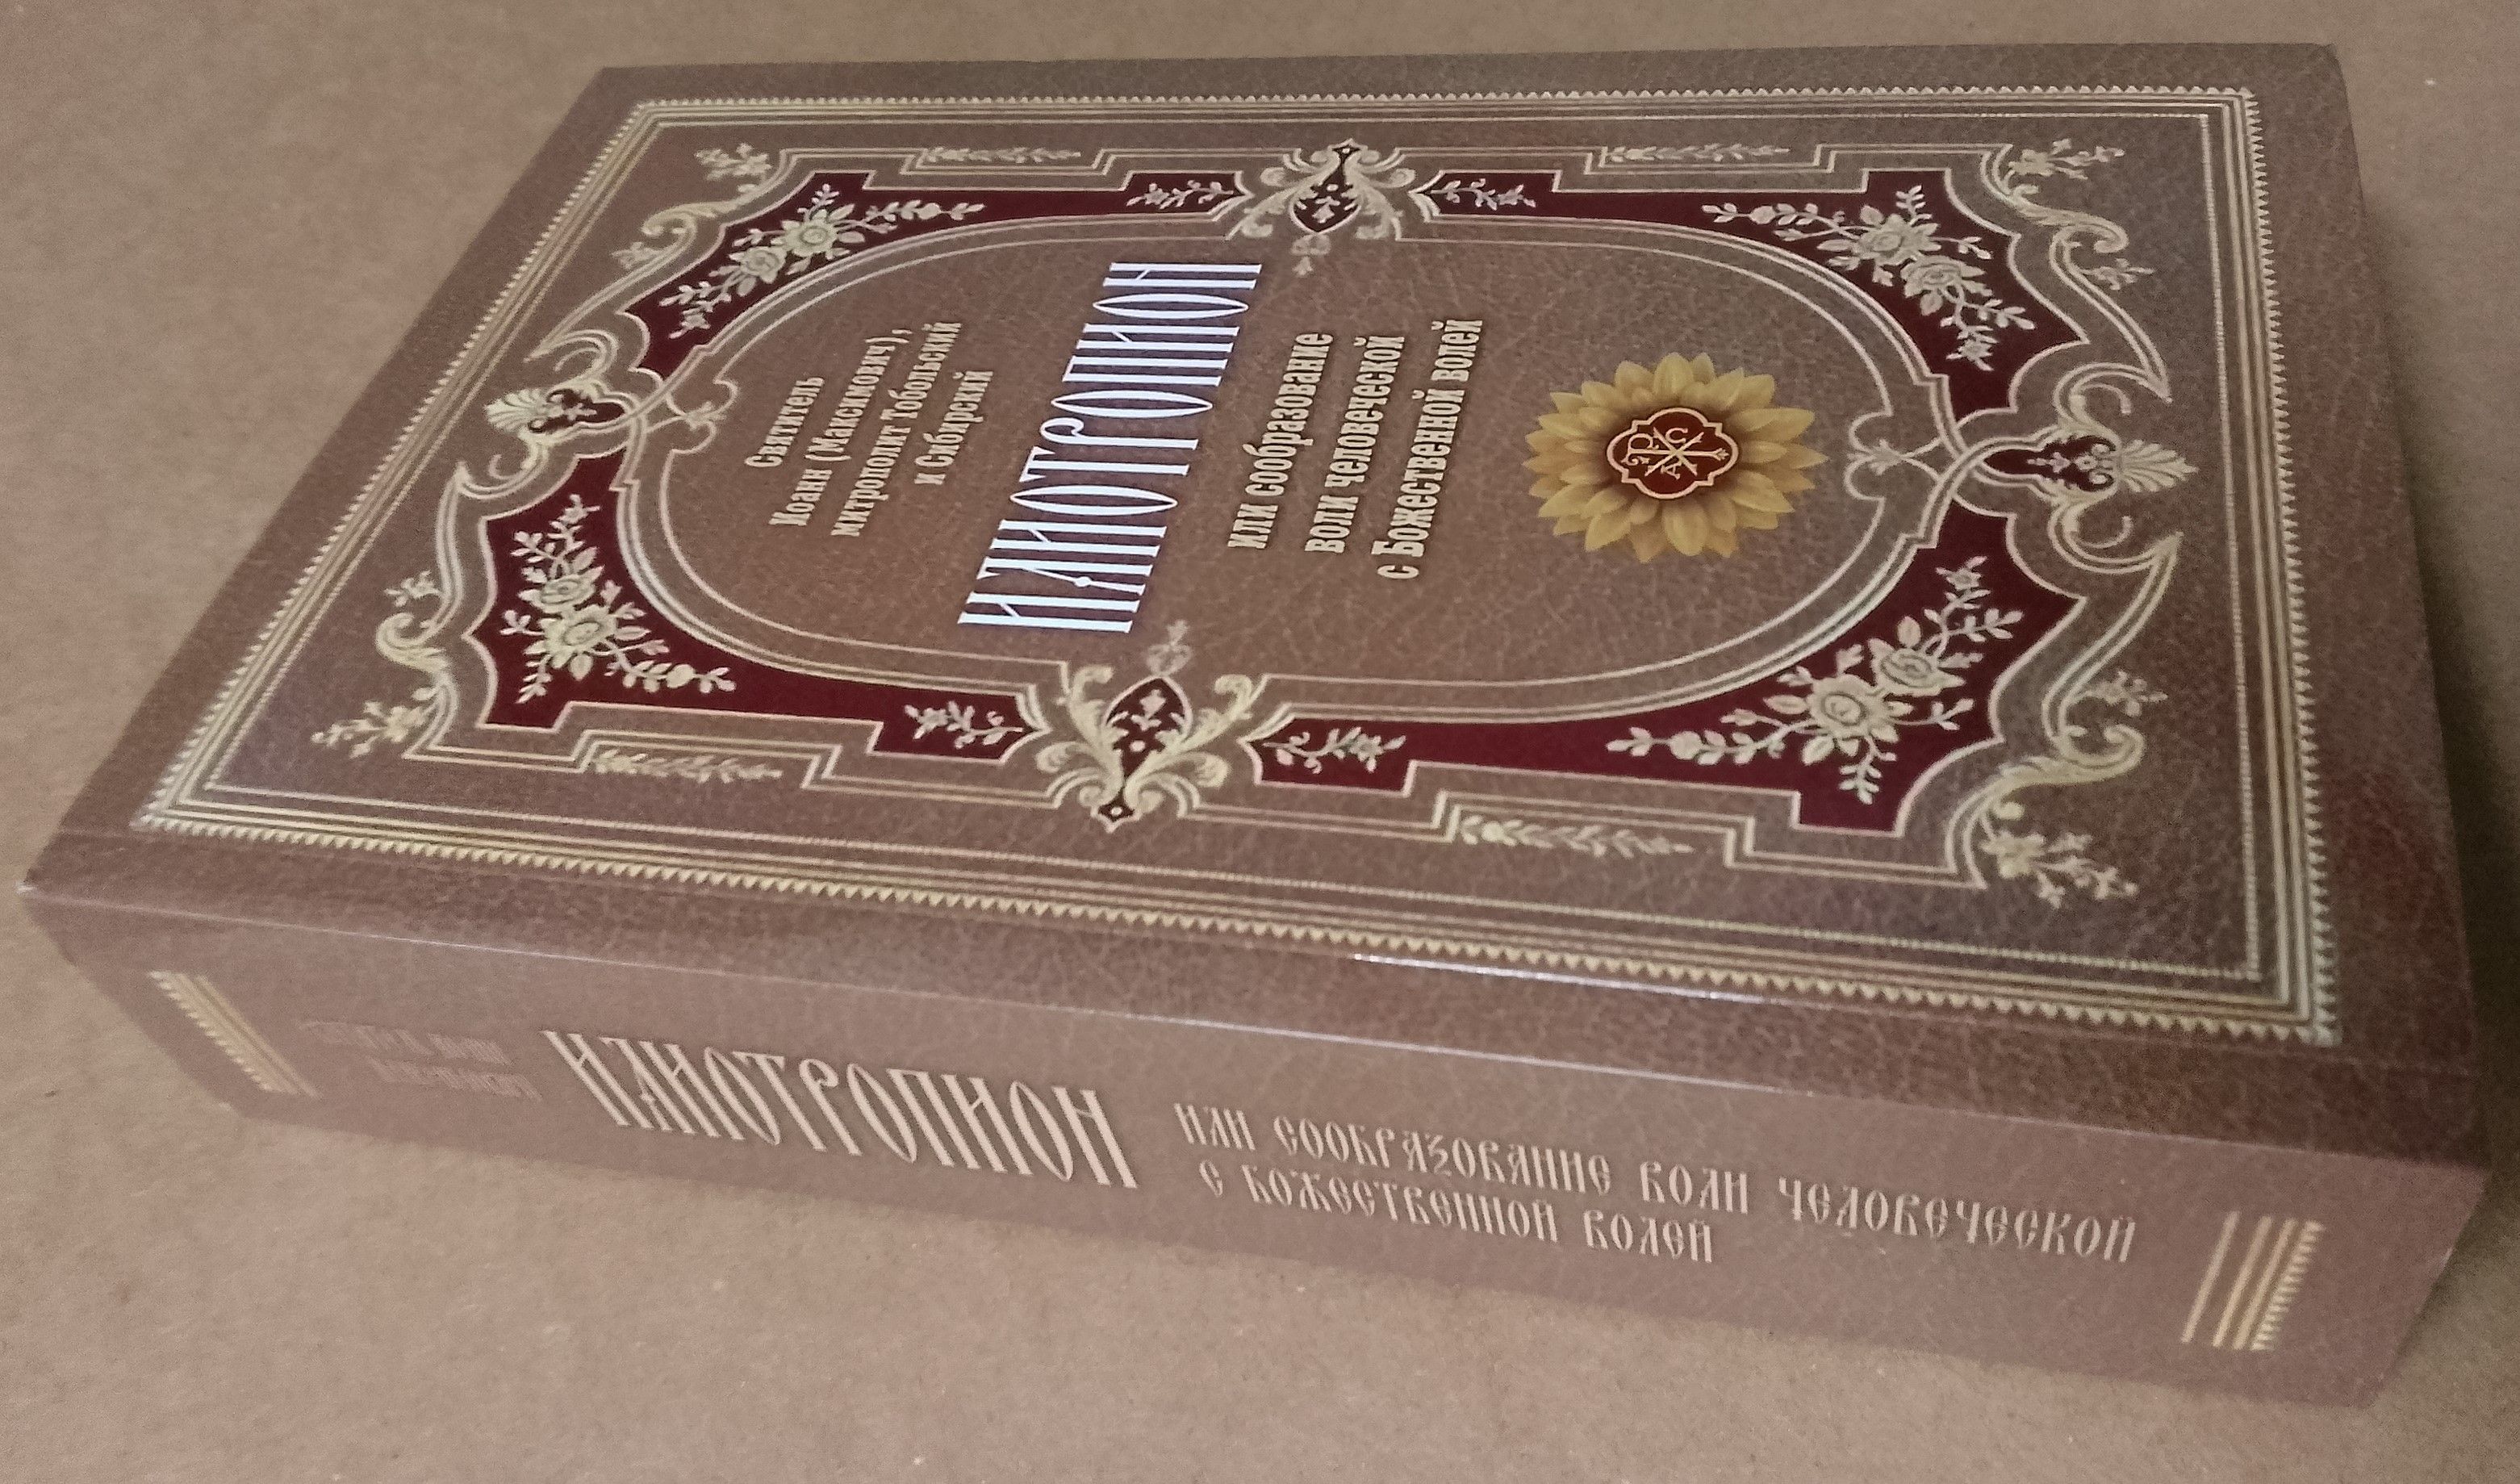 Святитель
Иоанн (Максимович),
митрополит Тобольский
и Сибирский
ИЛИОТРОПИОН
или сообразование
воли человеческой
с Божественной волей
ИЛИОТРОПИОН
ИЛИ СООБРАЗОВАНИЕ ВОЛИ ЧЕЛОВЕЧЕСКОЙ
С БОЖЕСТВЕННОЙ ВОЛЕЙ